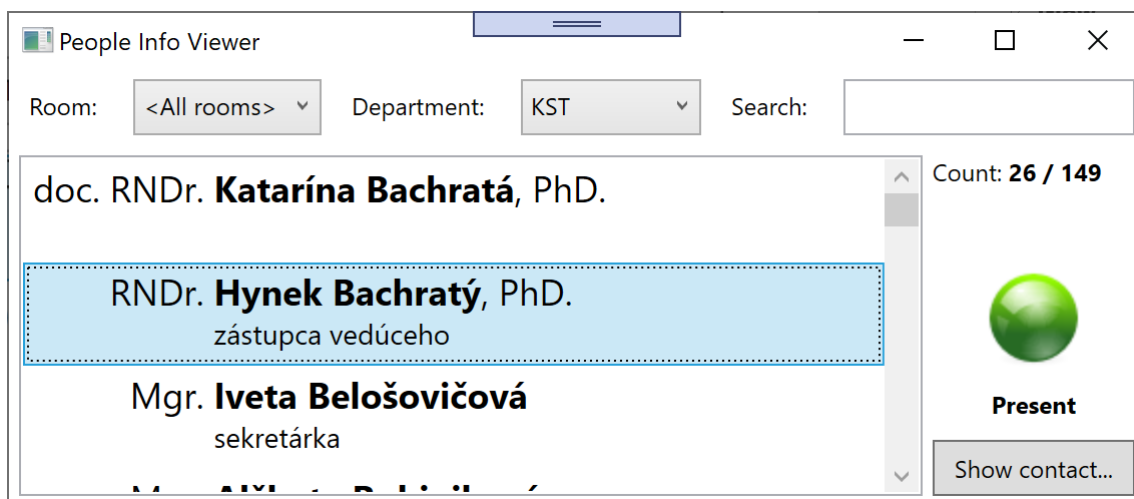 People Info Viewer
Room: <All rooms> Department: KST Search:
doc. RNDr. Katarína Bachratá, PhD.
Count: 26 / 149
RNDr. Hynek Bachratý, PhD.
zástupca vedúceho
Mgr. Iveta Belošovičová
sekretárka
Present
Show contact...